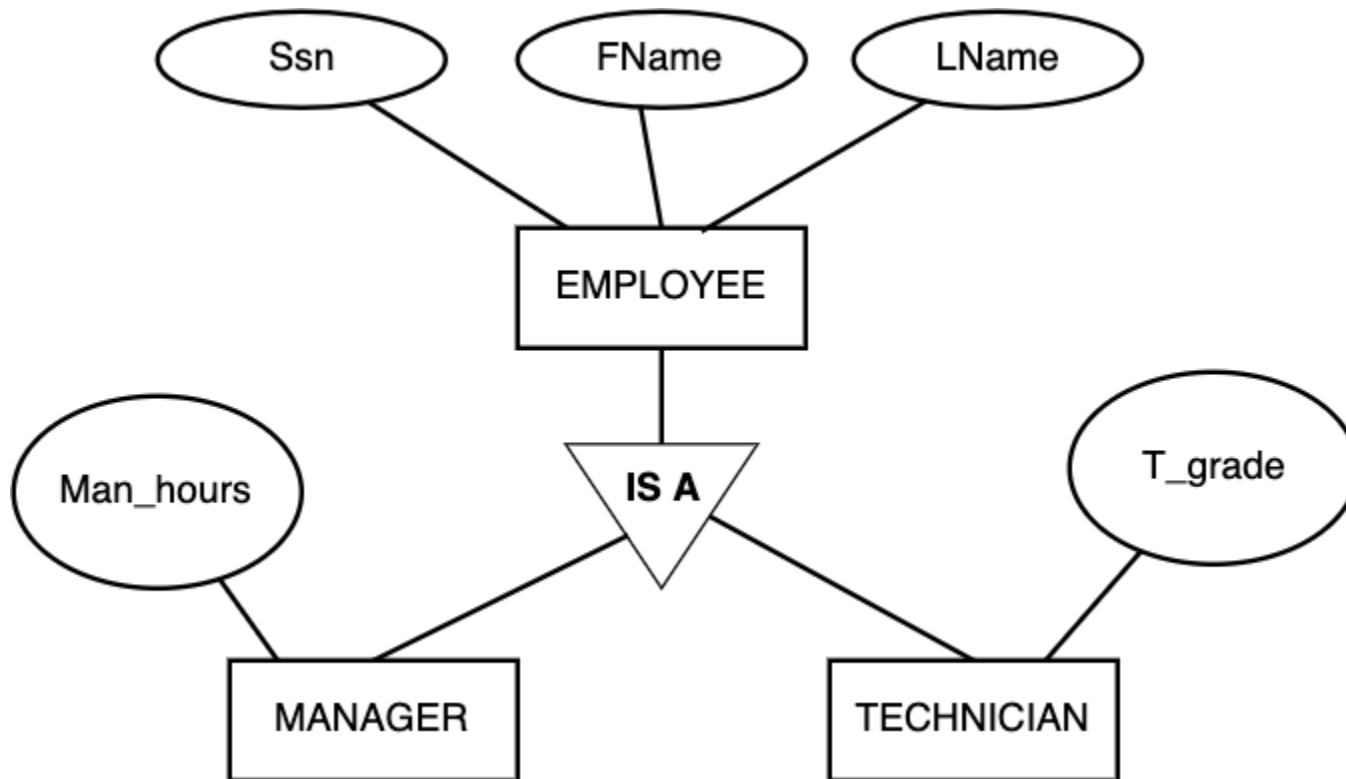 Ssn
FName
LName
EMPLOYEE
Man_hours
IS A
T_grade
MANAGER
TECHNICIAN